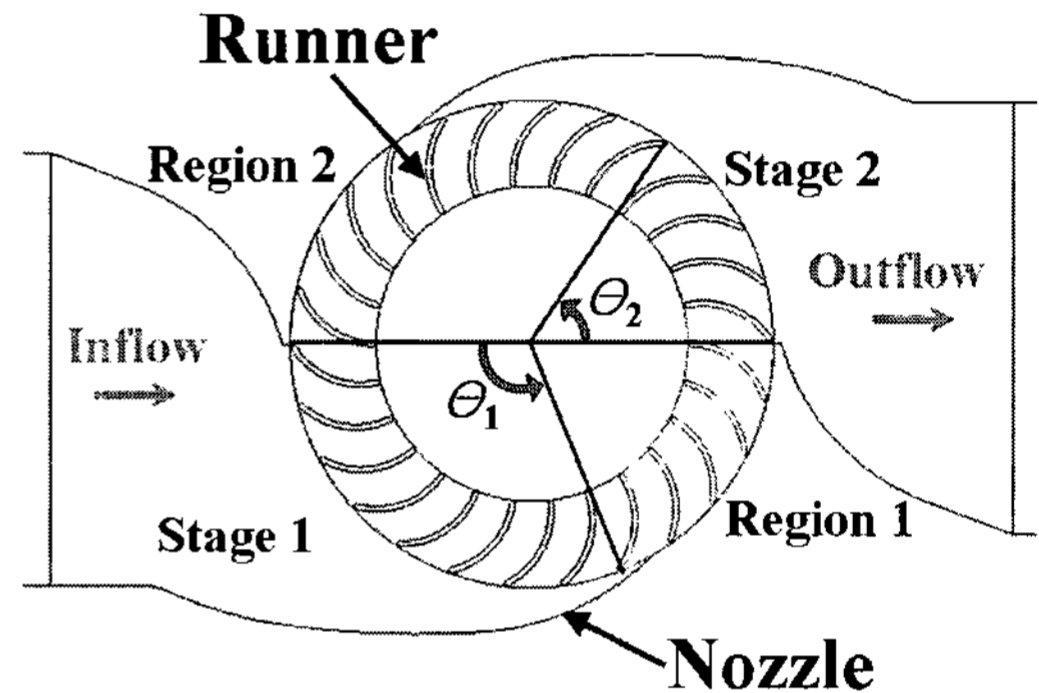 Runner
Region 2
Stage 2
Outflow
θ2
Inflow
θ1
Region 1
Stage 1
Nozzle